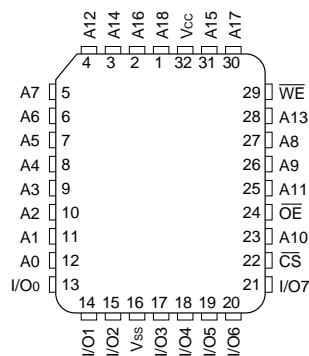 A12 A14 A16 A18 Vcc A15 A17
4 3 2 1 32 31 30
A7 5 29 WE
A6 6 28 A13
A5 7 27 A8
A4 8 26 A9
A3 9 25 A11
A2 10 24 OE
A1 11 23 A10
A0 12 22 CS
I/O0 13 21 I/O7
14 15 16 17 18 19 20
I/O1 I/O2 Vss I/O3 I/O4 I/O5 I/O6